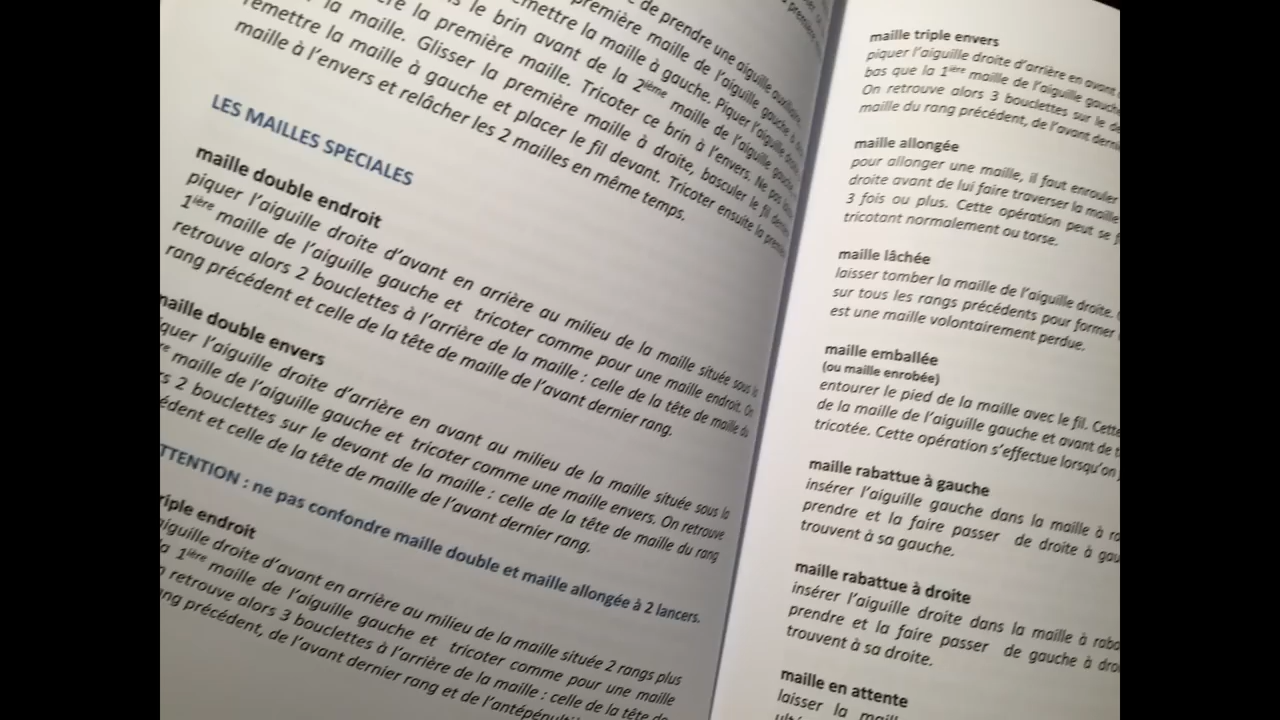 de prendre une aiguille auxiliaire
première maille de l'aiguille gauche
remettre la maille à gauche. Piquer l'aiguille droite
le brin avant de la 2ième maille de l'aiguille gauche
la première maille. Tricoter ce brin à l'envers. Ne pas
la maille. Glisser la première maille à droite, basculer le fil derrière
remettre la maille à gauche et placer le fil devant. Tricoter ensuite la première
maille à l'envers et relâcher les 2 mailles en même temps.
LES MAILLES SPECIALES
maille double endroit
piquer l'aiguille droite d'avant en arrière au milieu de la maille située sous la
1ière maille de l'aiguille gauche et tricoter comme pour une maille endroit. On
retrouve alors 2 bouclettes à l'arrière de la maille : celle de la tête de maille du
rang précédent et celle de la tête de maille de l'avant dernier rang.
maille double envers
iquer l'aiguille droite d'arrière en avant au milieu de la maille située sous la
re maille de l'aiguille gauche et tricoter comme une maille envers. On retrouve
rs 2 bouclettes sur le devant de la maille : celle de la tête de maille du rang
édent et celle de la tête de maille de l'avant dernier rang.
TTENTION : ne pas confondre maille double et maille allongée à 2 lancers.
riple endroit
aiguille droite d'avant en arrière au milieu de la maille située 2 rangs plus
la 1ière maille de l'aiguille gauche et tricoter comme pour une maille
n retrouve alors 3 bouclettes à l'arrière de la maille : celle de la tête de
ang précédent, de l'avant dernier rang et de l'antépénulti
maille triple envers
piquer l'aiguille droite d'arrière en avant
bas que la 1ière maille de l'aiguille gauche
On retrouve alors 3 bouclettes sur le de
maille du rang précédent, de l'avant derni
maille allongée
pour allonger une maille, il faut enrouler
droite avant de lui faire traverser la maille
3 fois ou plus. Cette opération peut se f
tricotant normalement ou torse.
maille lâchée
laisser tomber la maille de l'aiguille droite.
sur tous les rangs précédents pour former
est une maille volontairement perdue.
maille emballée
(ou maille enrobée)
entourer le pied de la maille avec le fil. Cette
de la maille de l'aiguille gauche et avant de t
tricotée. Cette opération s'effectue lorsqu'on
maille rabattue à gauche
insérer l'aiguille gauche dans la maille à ra
prendre et la faire passer de droite à gau
trouvent à sa gauche.
maille rabattue à droite
insérer l'aiguille droite dans la maille à raba
prendre et la faire passer de gauche à droi
trouvent à sa droite.
maille en attente
laisser la maill